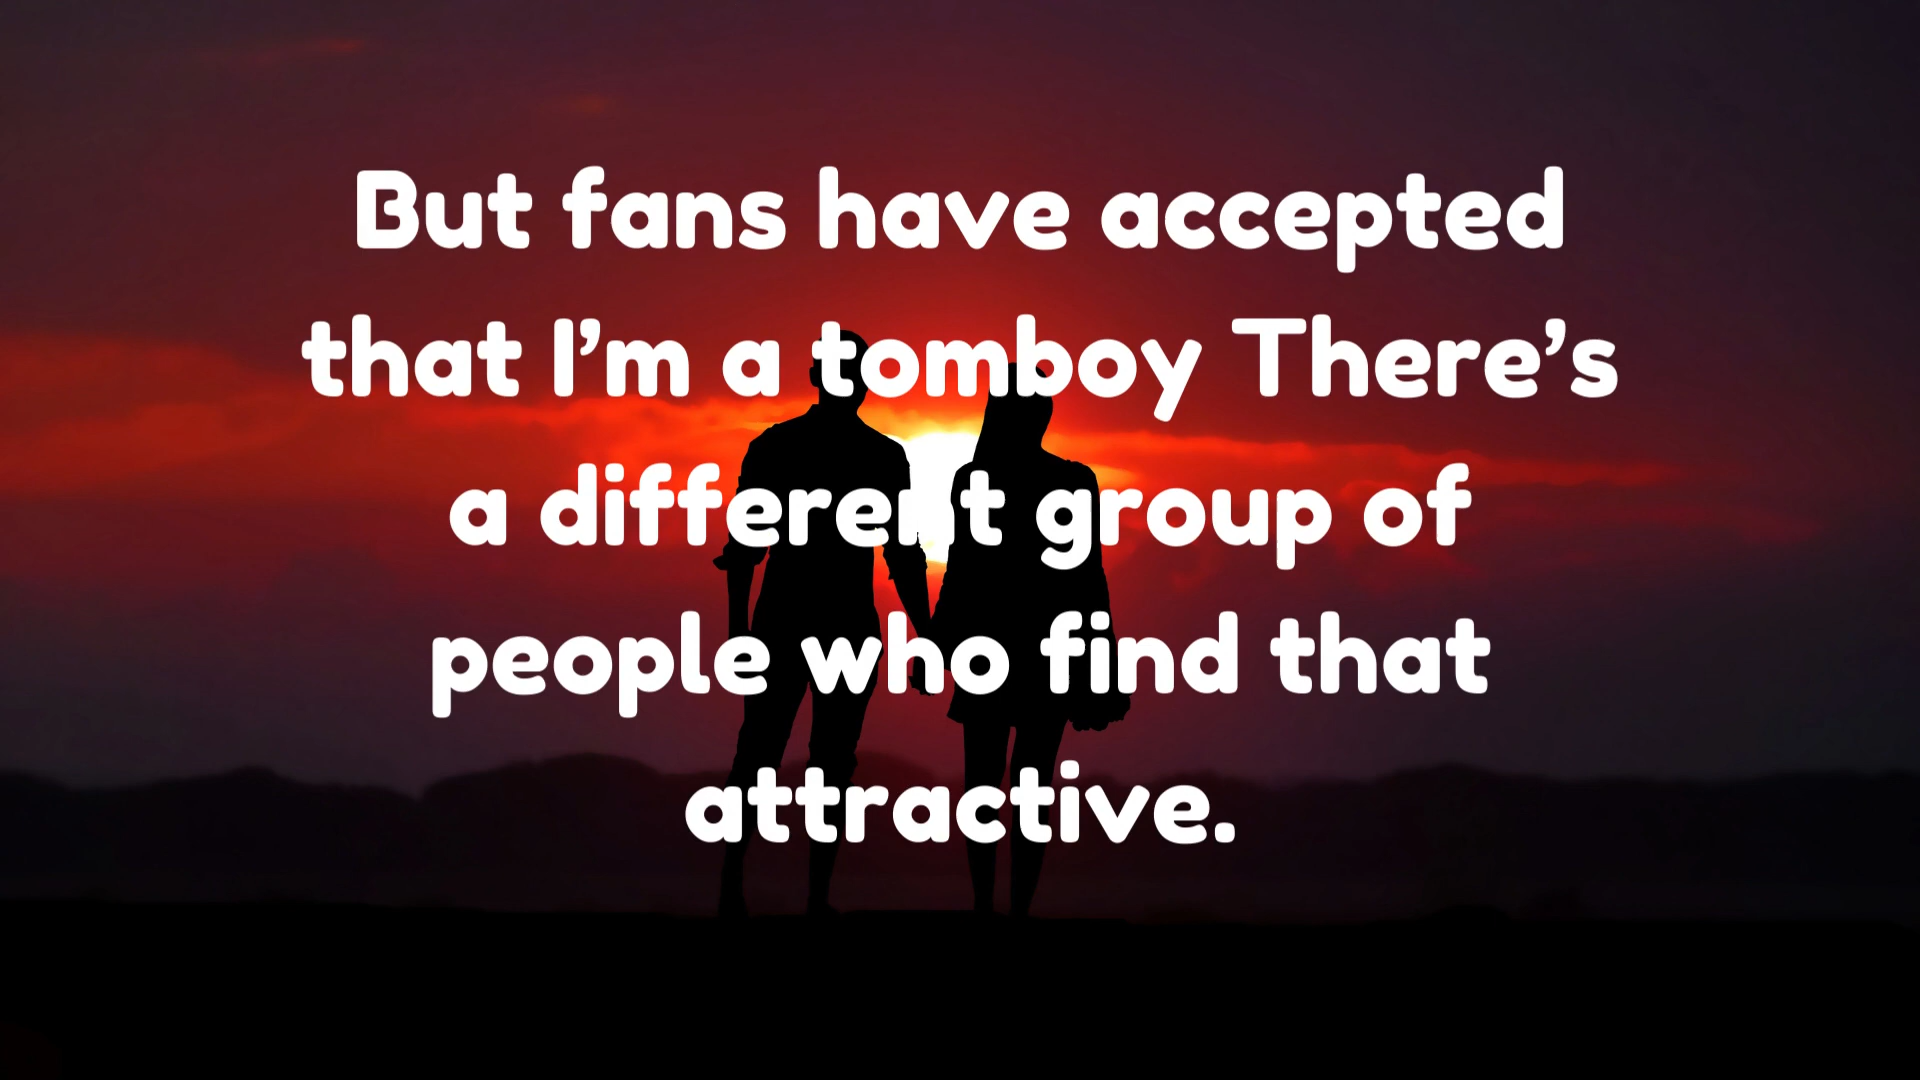 But fans have accepted
that I’m a tomboy There’s
a different group of
people who find that
attractive.